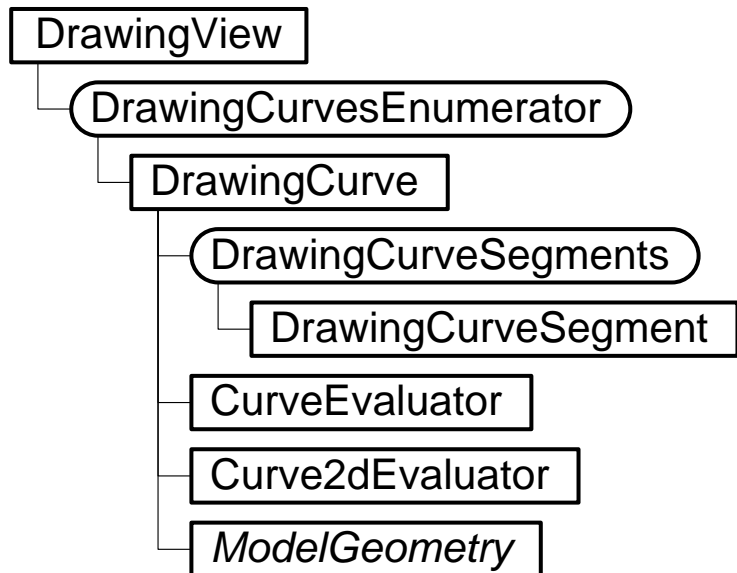 DrawingView
DrawingCurvesEnumerator
DrawingCurve
DrawingCurveSegments
DrawingCurveSegment
CurveEvaluator
Curve2dEvaluator
ModelGeometry